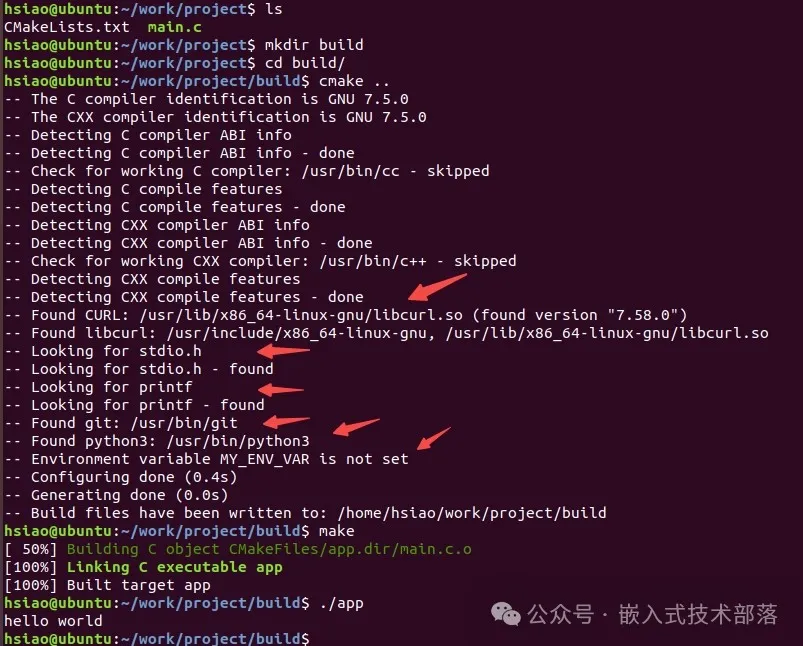 hsiao@ubuntu:~/work/project$ ls
CMakeLists.txt  main.c
hsiao@ubuntu:~/work/project$ mkdir build
hsiao@ubuntu:~/work/project$ cd build/
hsiao@ubuntu:~/work/project/build$ cmake ..
-- The C compiler identification is GNU 7.5.0
-- The CXX compiler identification is GNU 7.5.0
-- Detecting C compiler ABI info
-- Detecting C compiler ABI info - done
-- Check for working C compiler: /usr/bin/cc - skipped
-- Detecting C compile features
-- Detecting C compile features - done
-- Detecting CXX compiler ABI info
-- Detecting CXX compiler ABI info - done
-- Check for working CXX compiler: /usr/bin/c++ - skipped
-- Detecting CXX compile features
-- Detecting CXX compile features - done
-- Found CURL: /usr/lib/x86_64-linux-gnu/libcurl.so (found version "7.58.0")
-- Found libcurl: /usr/include/x86_64-linux-gnu, /usr/lib/x86_64-linux-gnu/libcurl.so
-- Looking for stdio.h
-- Looking for stdio.h - found
-- Looking for printf
-- Looking for printf - found
-- Found git: /usr/bin/git
-- Found python3: /usr/bin/python3
-- Environment variable MY_ENV_VAR is not set
-- Configuring done (0.4s)
-- Generating done (0.0s)
-- Build files have been written to: /home/hsiao/work/project/build
hsiao@ubuntu:~/work/project/build$ make
[ 50%] Building C object CMakeFiles/app.dir/main.c.o
[100%] Linking C executable app
[100%] Built target app
hsiao@ubuntu:~/work/project/build$ ./app
hello world
hsiao@ubuntu:~/work/project/build$
公众号 · 嵌入式技术部落